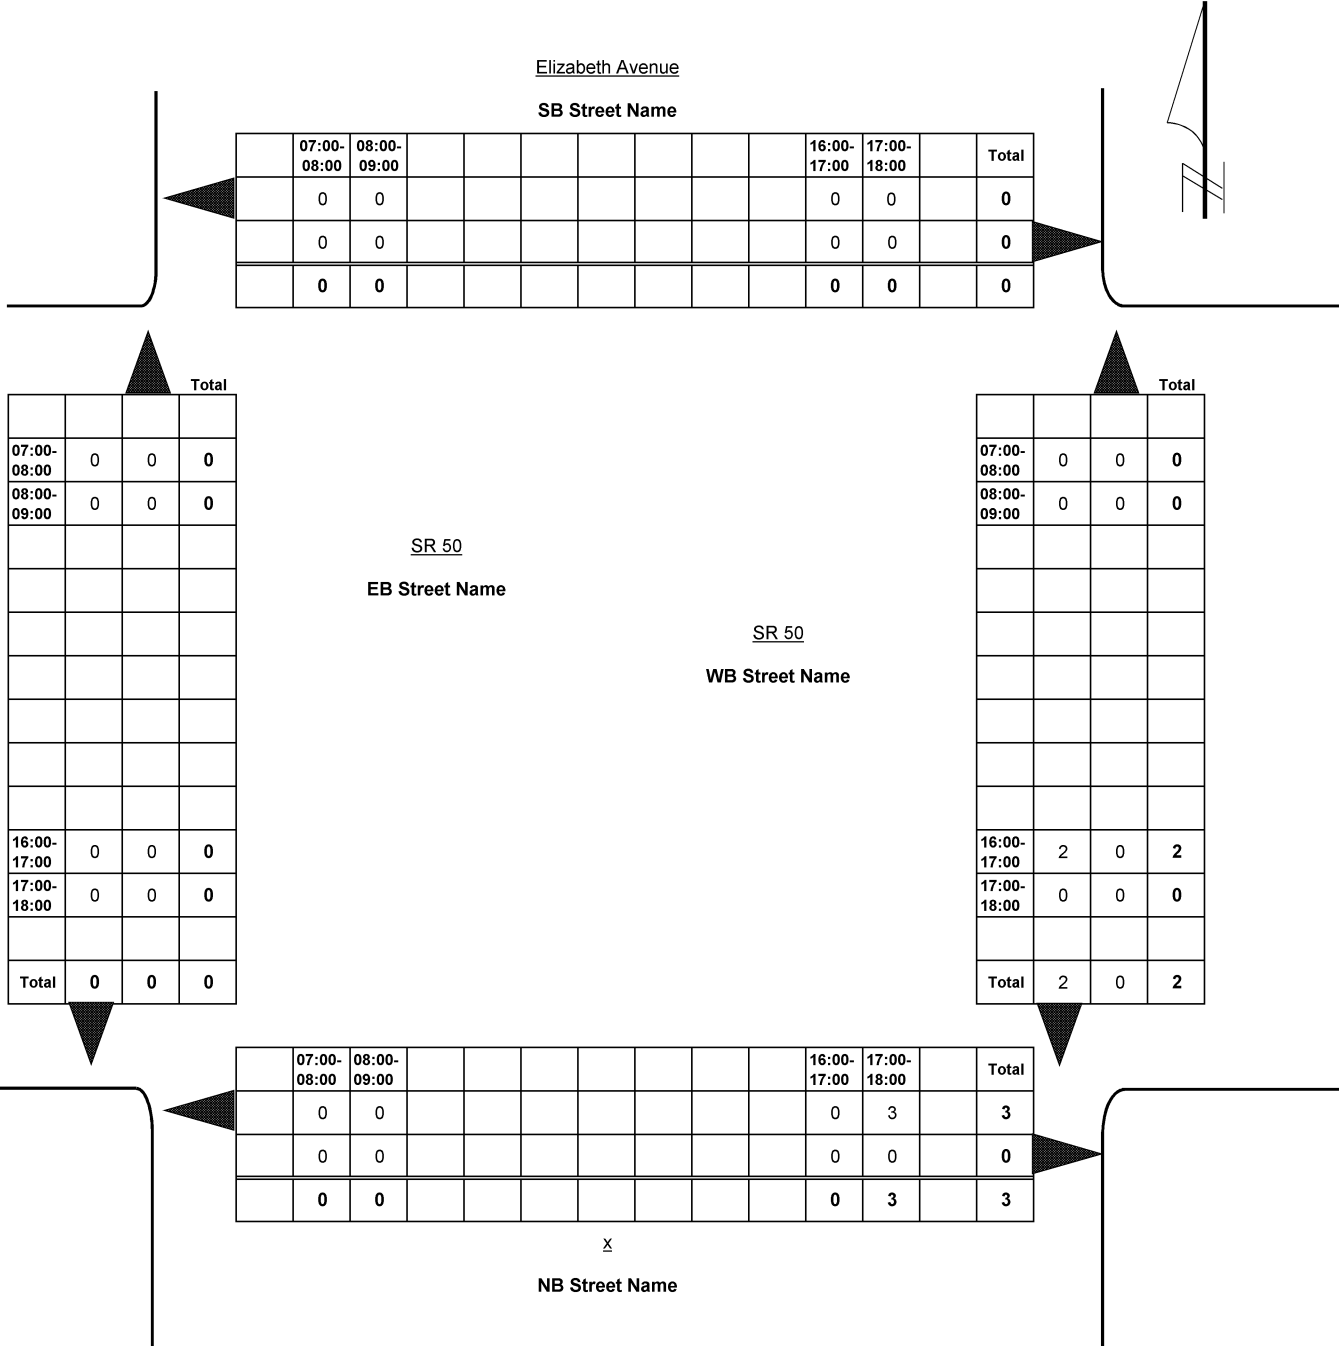 Elizabeth Avenue
SB Street Name
07:00-08:00 08:00-09:00 16:00-17:00 17:00-18:00 Total
0 0 0 0 0
0 0 0 0 0
0 0 0 0 0
Total
07:00-08:00 0 0 0
08:00-09:00 0 0 0
16:00-17:00 0 0 0
17:00-18:00 0 0 0
Total 0 0 0
SR 50
EB Street Name
SR 50
WB Street Name
Total
07:00-08:00 0 0 0
08:00-09:00 0 0 0
16:00-17:00 2 0 2
17:00-18:00 0 0 0
Total 2 0 2
07:00-08:00 08:00-09:00 16:00-17:00 17:00-18:00 Total
0 0 0 3 3
0 0 0 0 0
0 0 0 3 3
x
NB Street Name
N